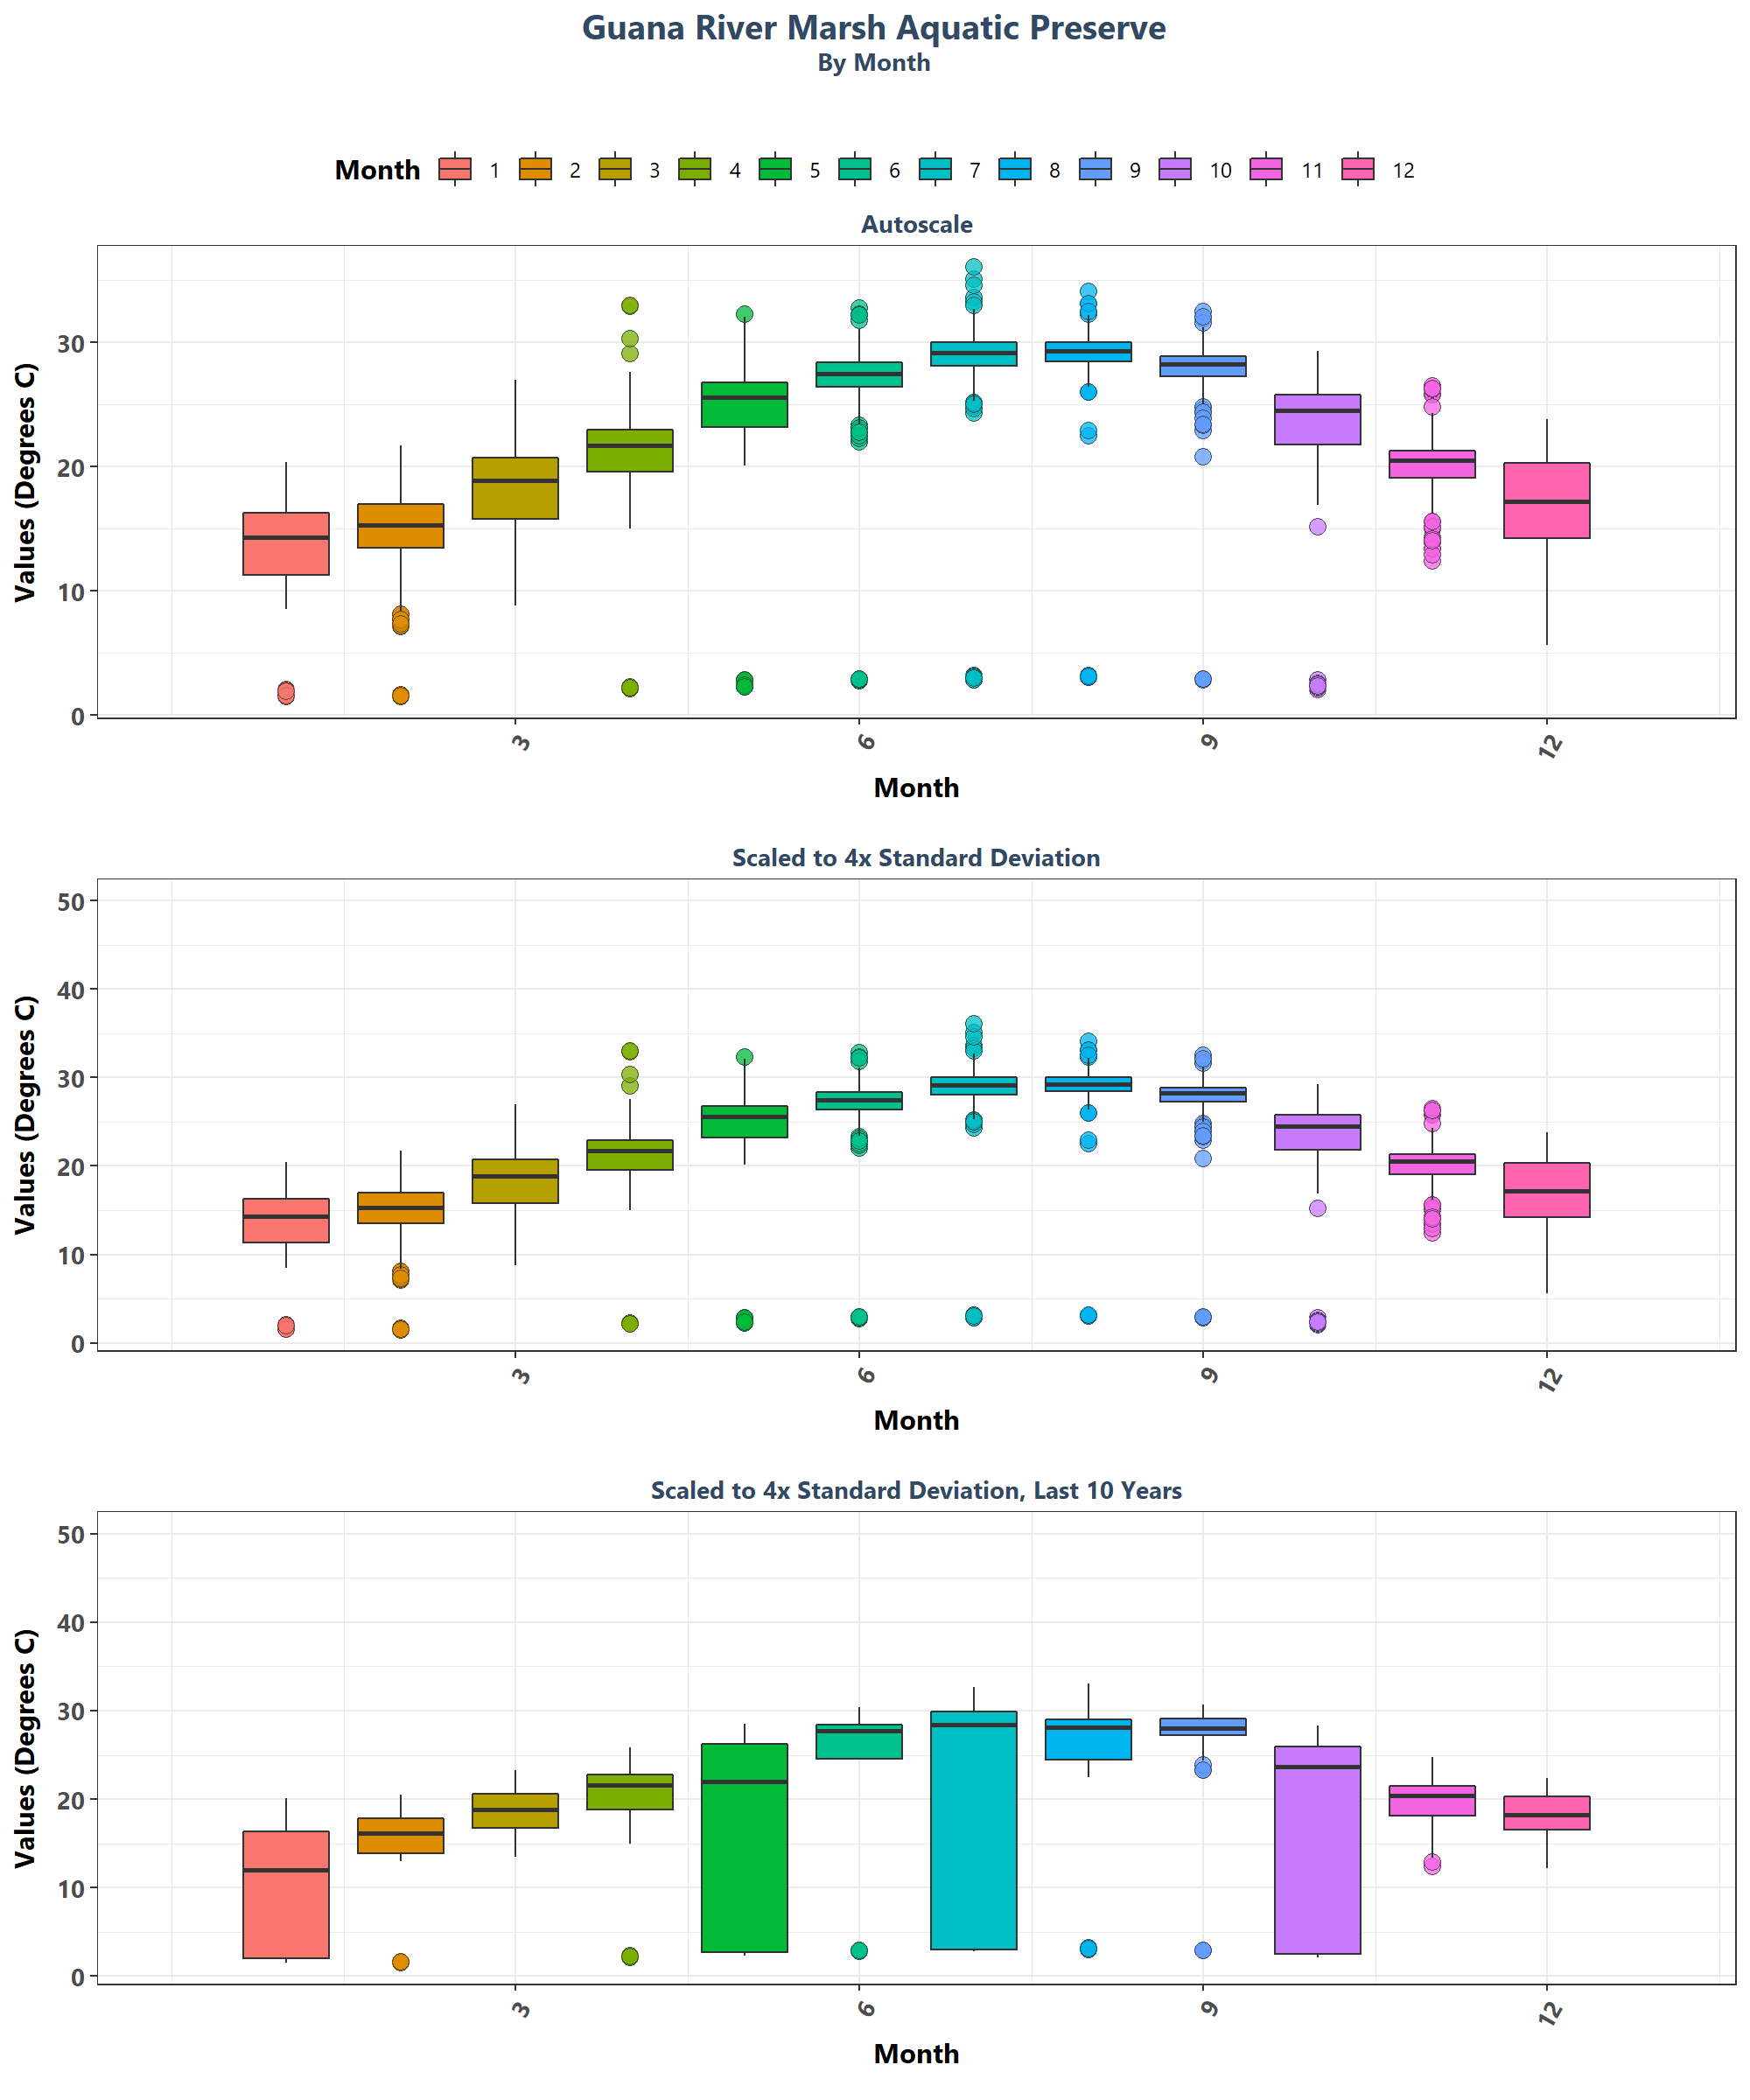 Guana River Marsh Aquatic Preserve
By Month
Month 1 2 3 4 5 6 7 8 9 10 11 12
Autoscale
Values (Degrees C)
30
20
10
0
3 6 9 12
Month
Scaled to 4x Standard Deviation
Values (Degrees C)
50
40
30
20
10
0
3 6 9 12
Month
Scaled to 4x Standard Deviation, Last 10 Years
Values (Degrees C)
50
40
30
20
10
0
3 6 9 12
Month